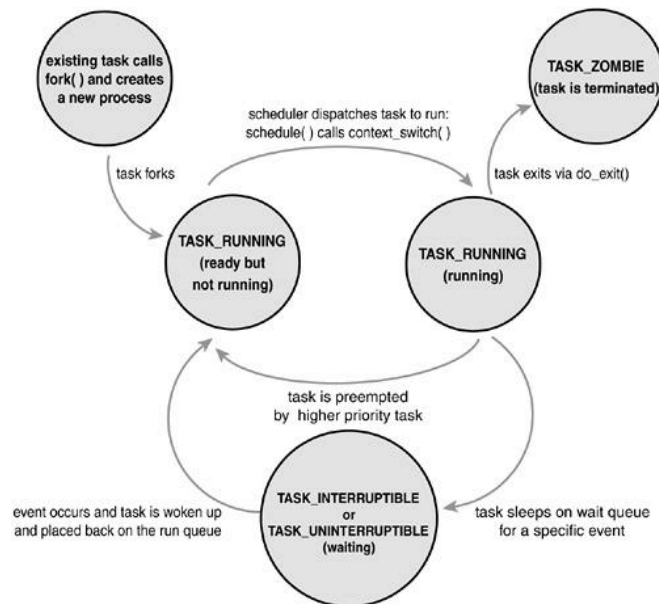 existing task calls
fork( ) and creates
a new process
TASK_ZOMBIE
(task is terminated)
scheduler dispatches task to run:
schedule( ) calls context_switch( )
task forks
task exits via do_exit()
TASK_RUNNING
(ready but
not running)
TASK_RUNNING
(running)
task is preempted
by higher priority task
event occurs and task is woken up
and placed back on the run queue
TASK_INTERRUPTIBLE
or
TASK_UNINTERRUPTIBLE
(waiting)
task sleeps on wait queue
for a specific event